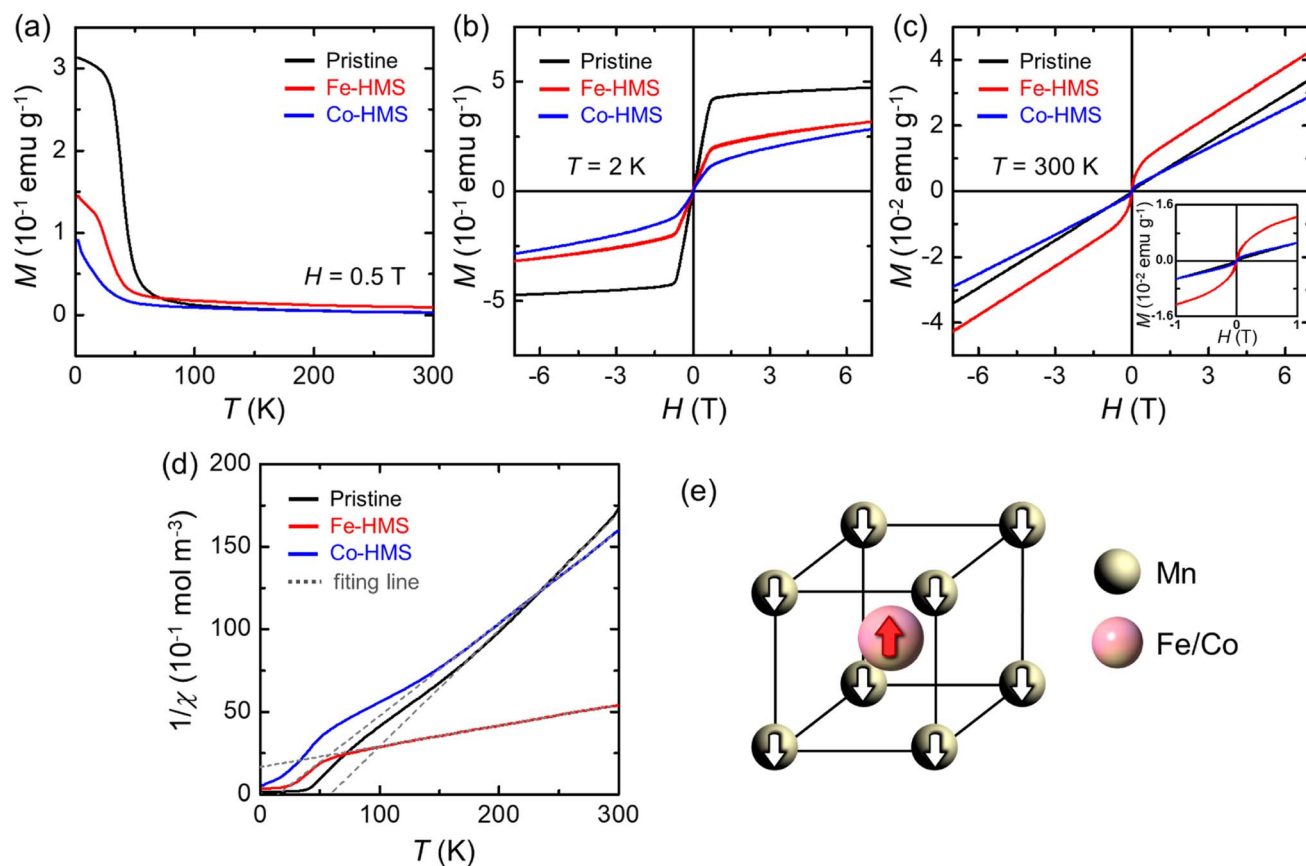 (a)
3
2
1
0
M (10⁻¹ emu g⁻¹)
Pristine
Fe-HMS
Co-HMS
H = 0.5 T
0
100
200
300
T (K)
(b)
5
0
-5
M (10⁻¹ emu g⁻¹)
Pristine
Fe-HMS
Co-HMS
T = 2 K
-6
-3
0
3
6
H (T)
(c)
4
2
0
-2
-4
M (10⁻² emu g⁻¹)
Pristine
Fe-HMS
Co-HMS
T = 300 K
1.6
0.0
-1.6
M (10⁻² emu g⁻¹)
-1
0
1
H (T)
-6
-3
0
3
6
H (T)
(d)
200
150
100
50
0
1/χ (10⁻¹ mol m⁻³)
Pristine
Fe-HMS
Co-HMS
fiting line
0
100
200
300
T (K)
(e)
Mn
Fe/Co